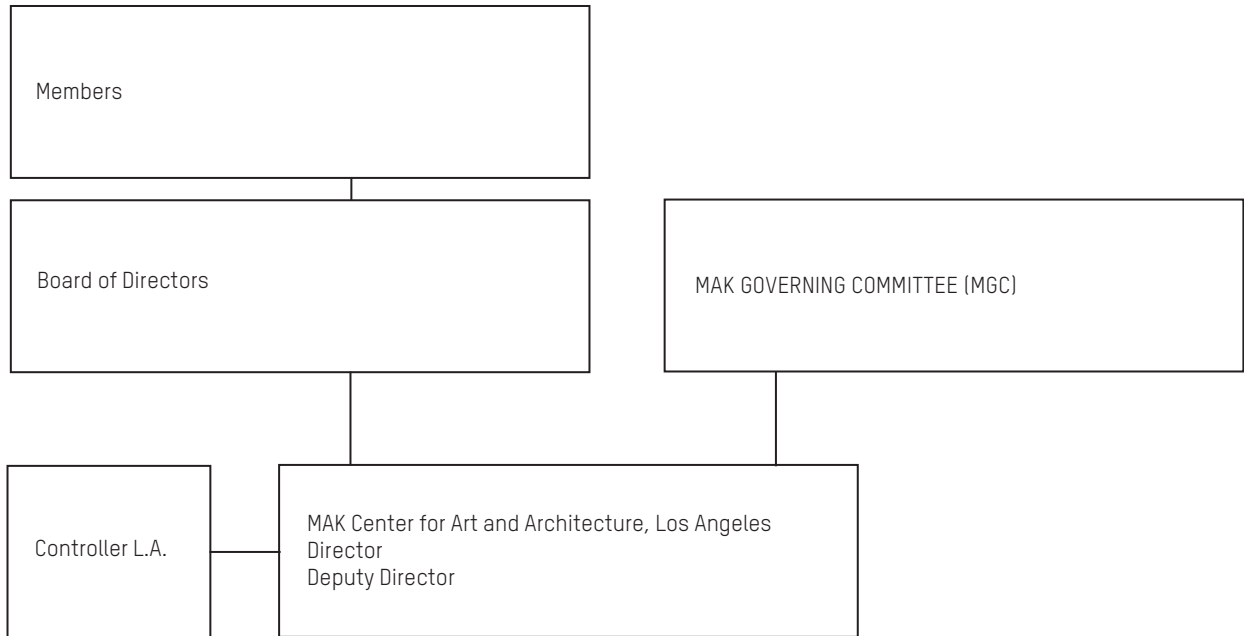 Members
Board of Directors
MAK GOVERNING COMMITTEE (MGC)
Controller L.A.
MAK Center for Art and Architecture, Los Angeles
Director
Deputy Director